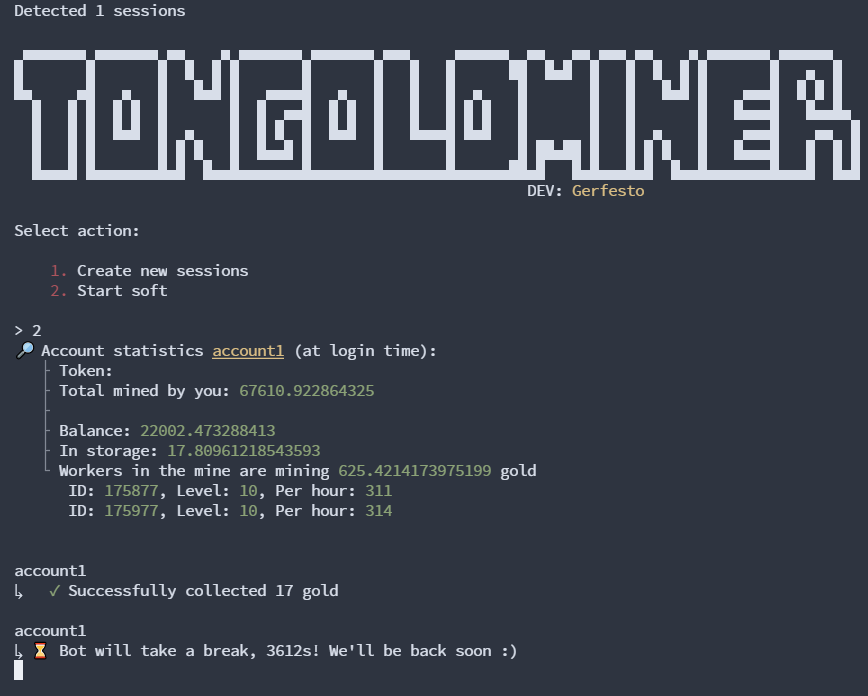 Detected 1 sessions
TONGOLOMINER
DEV: Gerfesto
Select action:
1. Create new sessions
2. Start soft
> 2
🔎 Account statistics account1 (at login time):
Token:
Total mined by you: 67610.922864325
Balance: 22002.473288413
In storage: 17.80961218543593
Workers in the mine are mining 625.4214173975199 gold
ID: 175877, Level: 10, Per hour: 311
ID: 175977, Level: 10, Per hour: 314
account1
↳ ✓ Successfully collected 17 gold
account1
↳ ⏳ Bot will take a break, 3612s! We'll be back soon :)